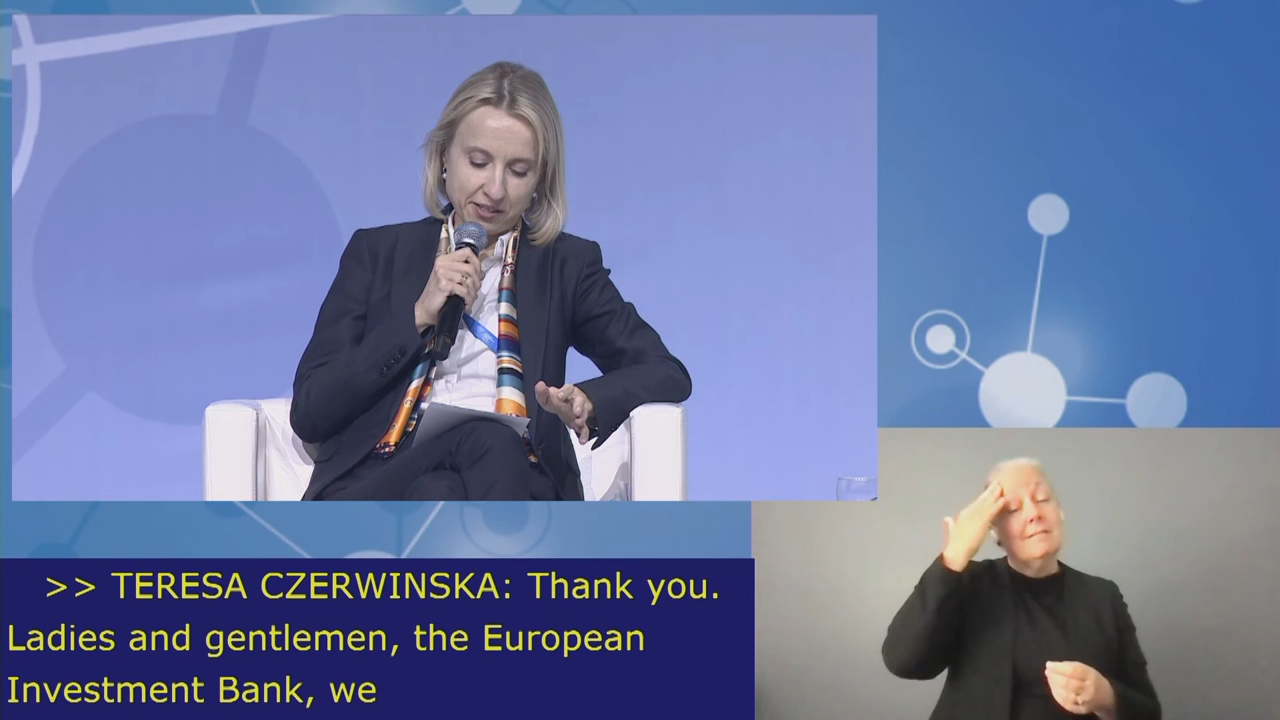 >> TERESA CZERWINSKA: Thank you.
Ladies and gentlemen, the European
Investment Bank, we